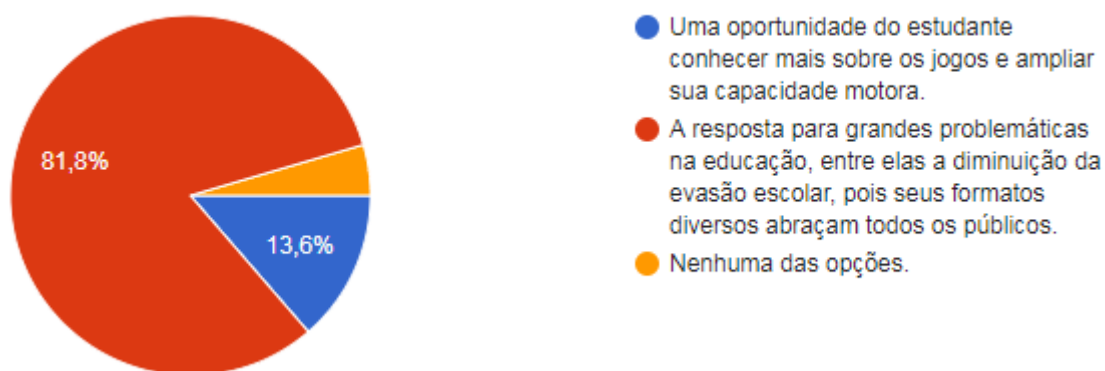 81,8%
13,6%
Uma oportunidade do estudante
conhecer mais sobre os jogos e ampliar
sua capacidade motora.
A resposta para grandes problemáticas
na educação, entre elas a diminuição da
evasão escolar, pois seus formatos
diversos abraçam todos os públicos.
Nenhuma das opções.